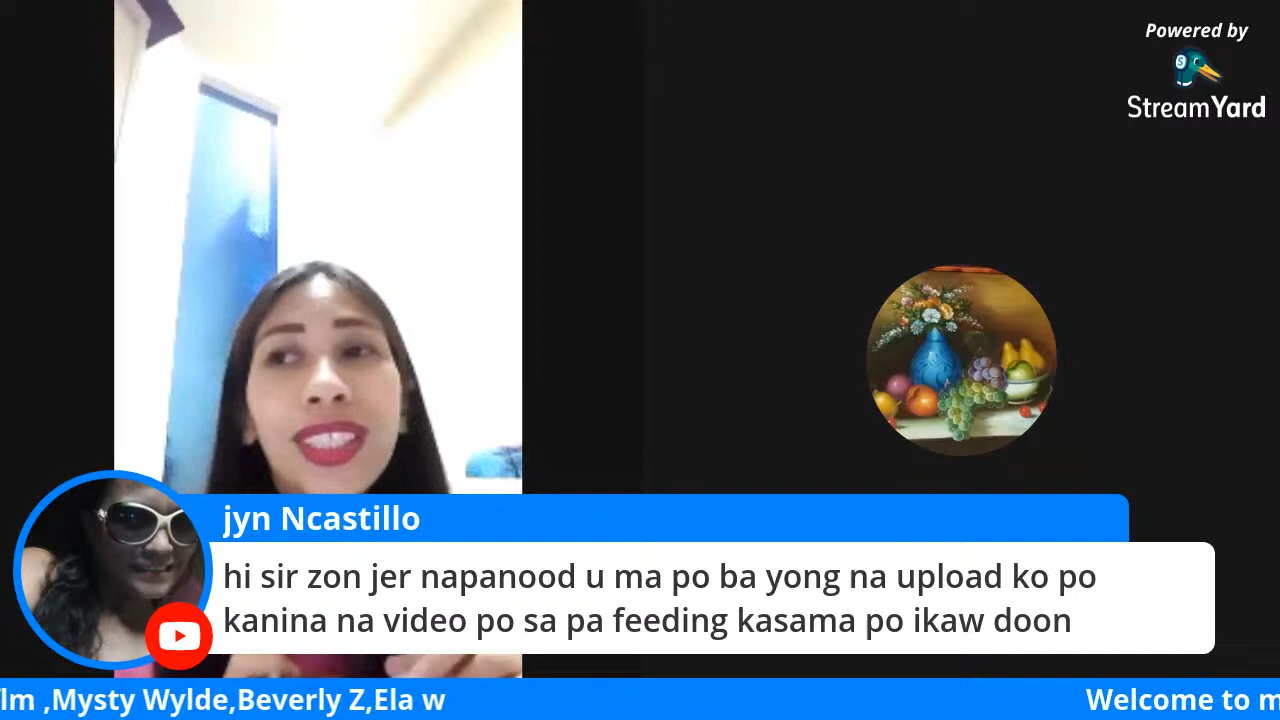 Powered by
StreamYard
jyn Ncastillo
hi sir zon jer napanood u ma po ba yong na upload ko po
kanina na video po sa pa feeding kasama po ikaw doon
lm ,Mysty Wylde,Beverly Z,Ela w
Welcome to m